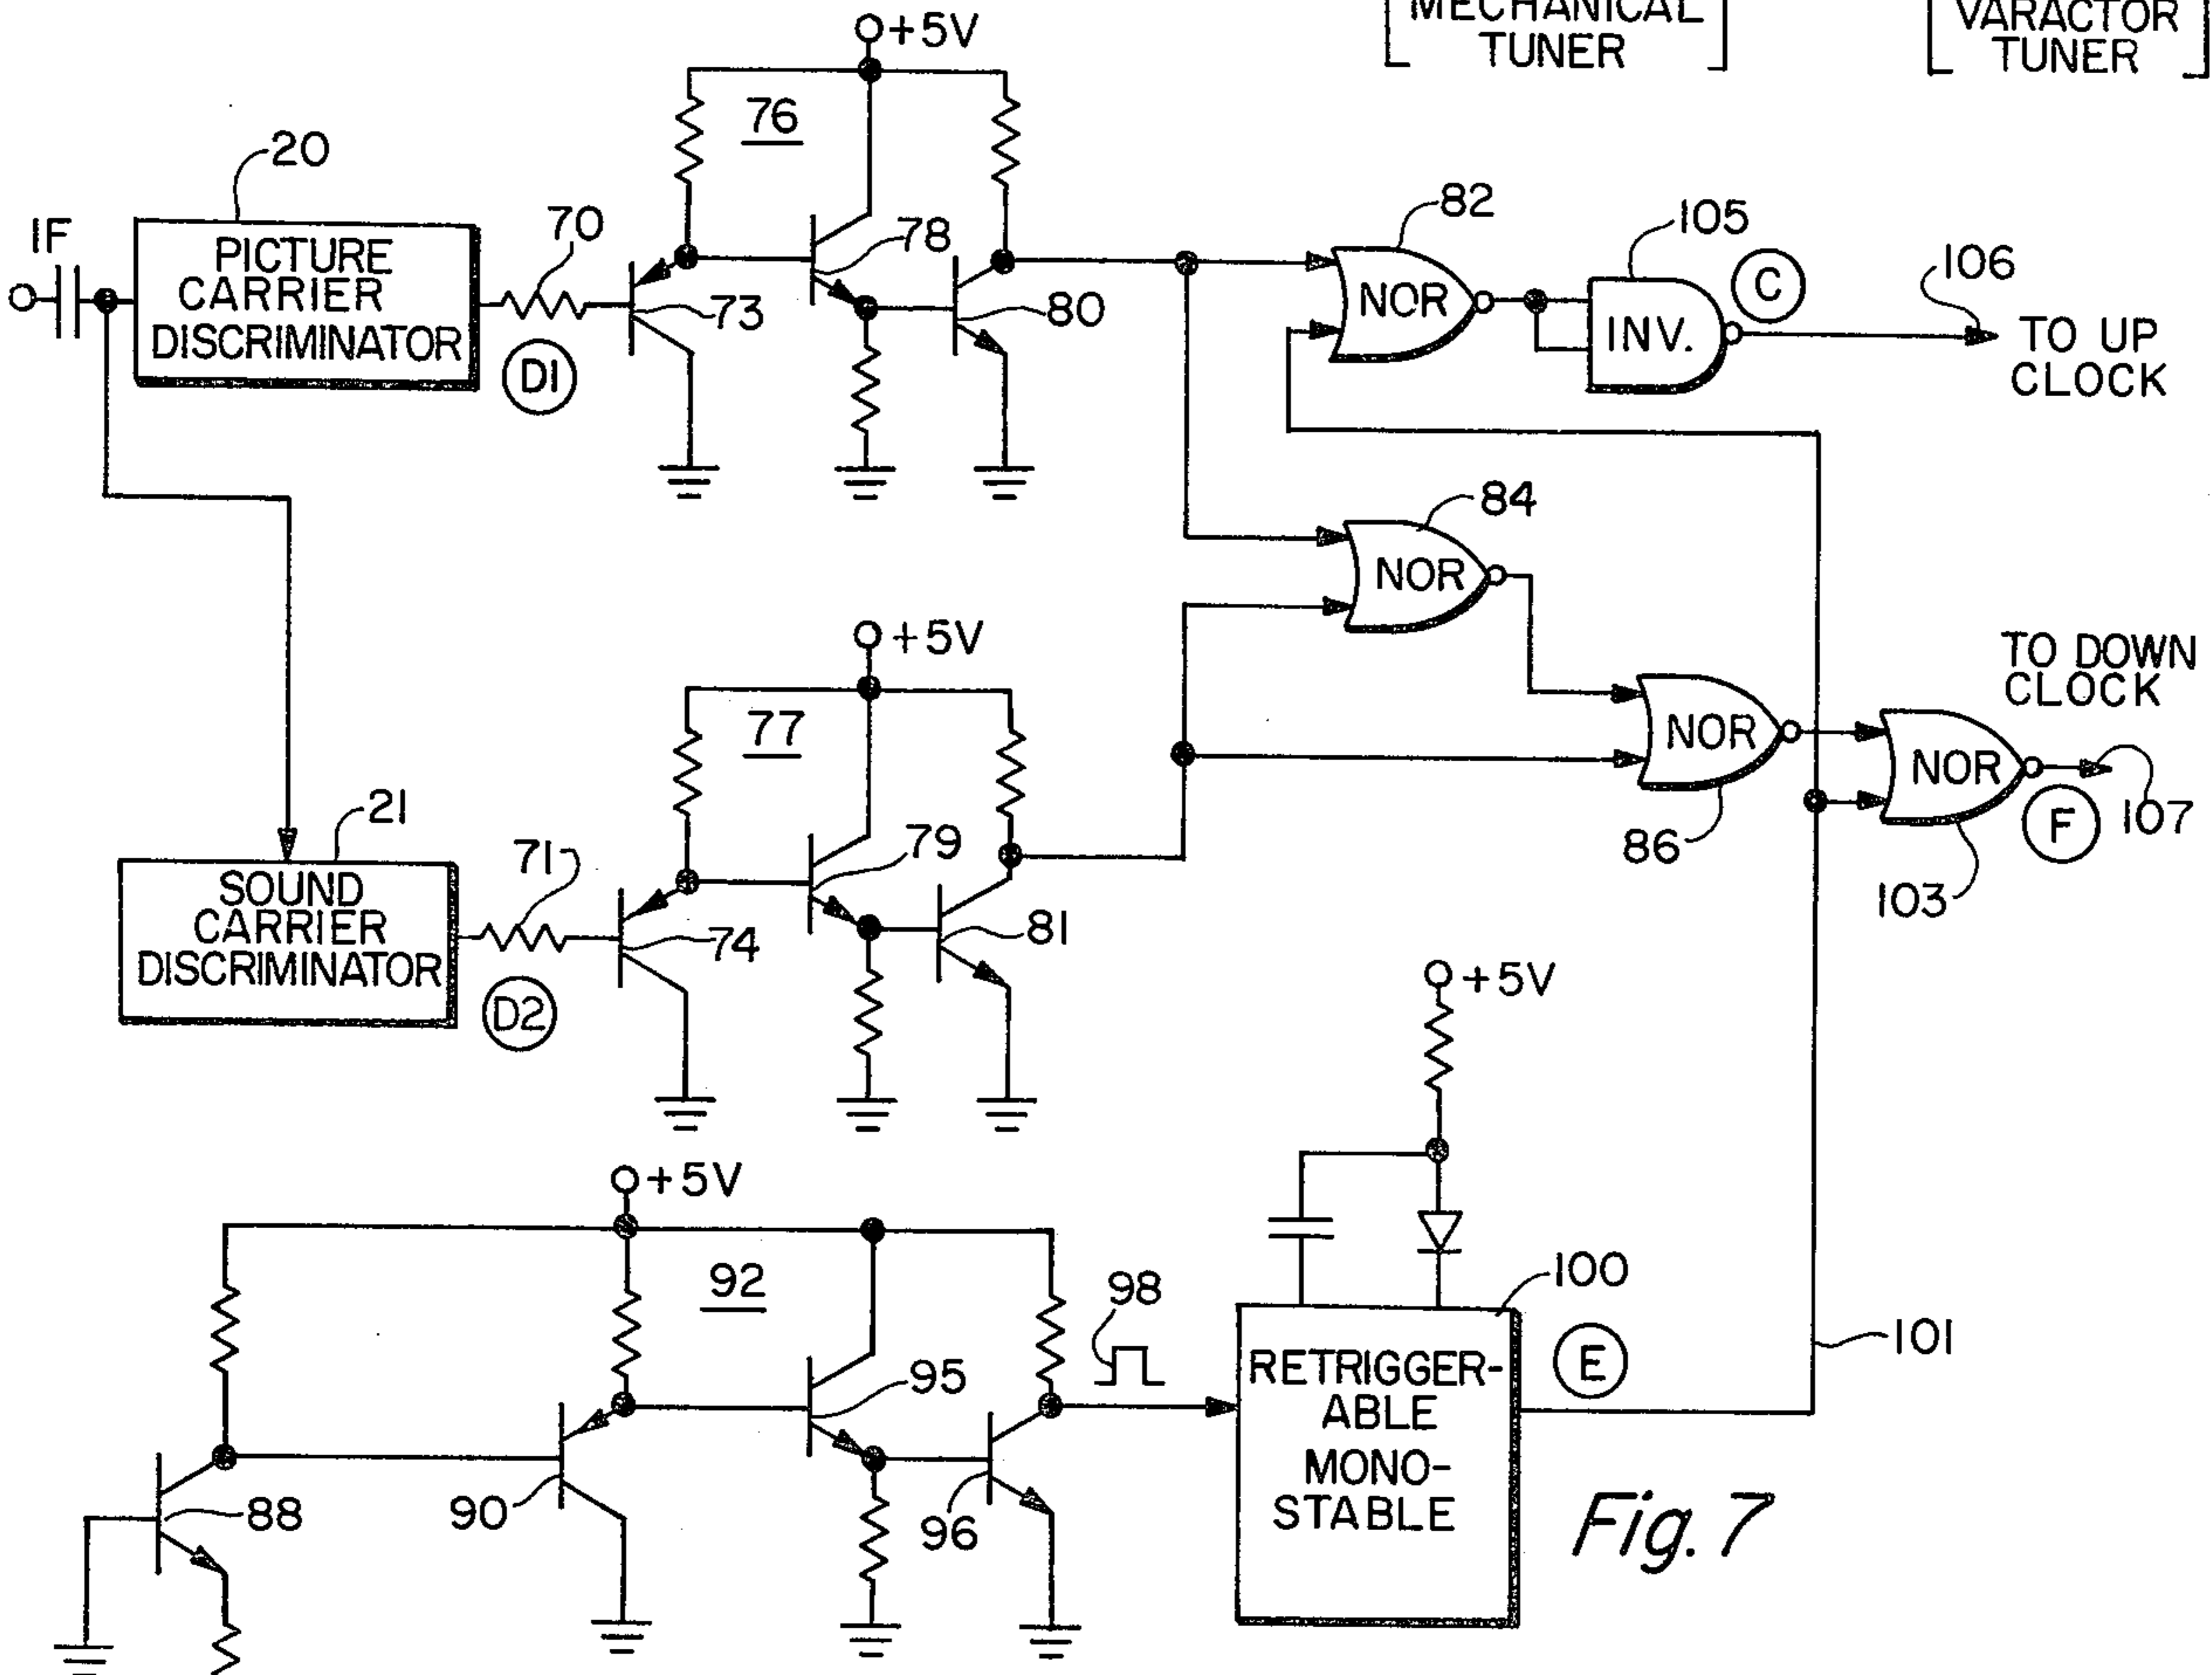 MECHANICAL
TUNER
VARACTOR
TUNER
+5V
76
20
IF
PICTURE
CARRIER
DISCRIMINATOR
70
D1
73
78
80
82
NOR
105
INV.
C
106
TO UP
CLOCK
84
NOR
+5V
77
21
SOUND
CARRIER
DISCRIMINATOR
71
D2
74
79
81
NOR
86
TO DOWN
CLOCK
NOR
F
107
103
+5V
92
88
90
95
96
98
+5V
100
RETRIGGER-
ABLE
MONO-
STABLE
E
101
Fig. 7